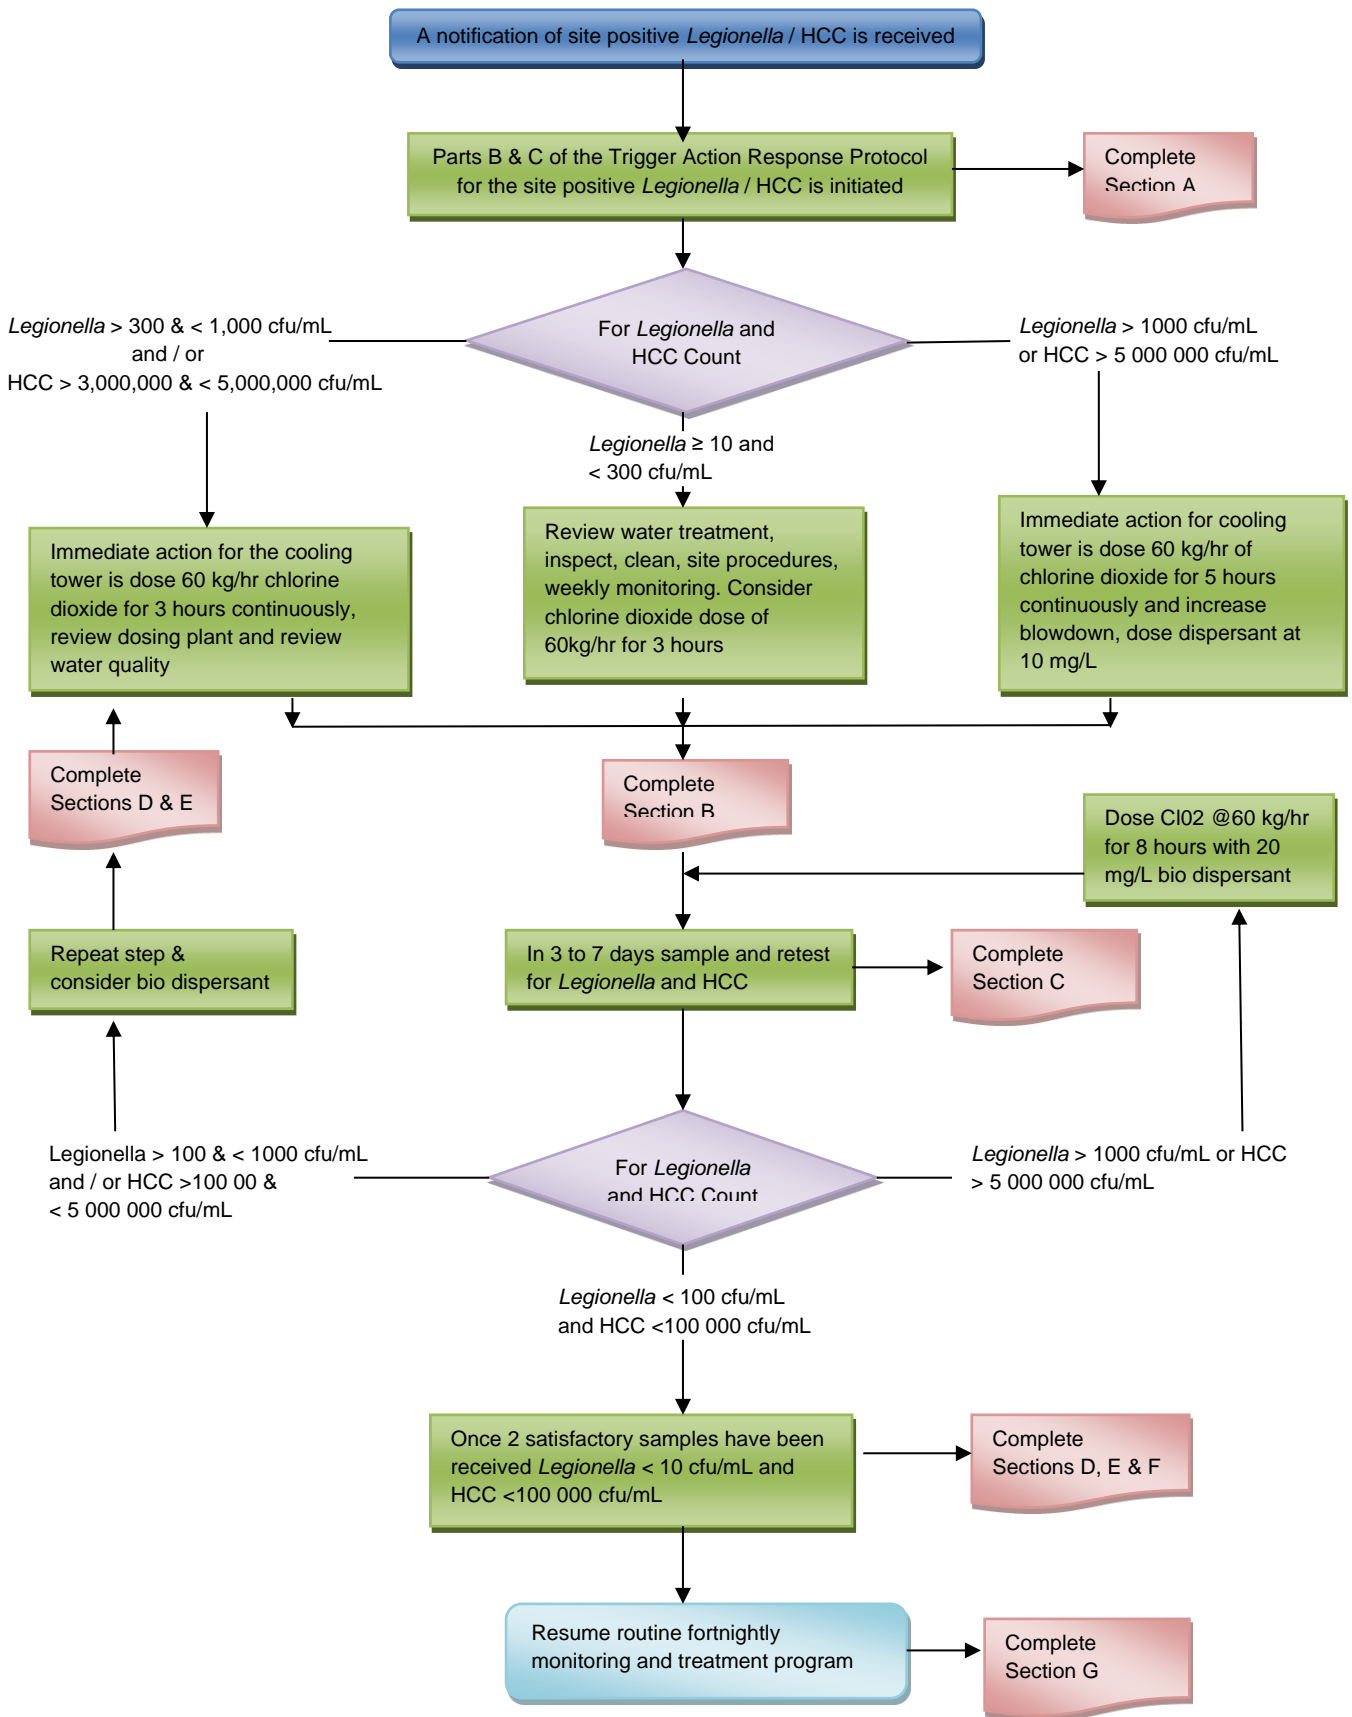 A notification of site positive Legionella / HCC is received
Parts B & C of the Trigger Action Response Protocol
for the site positive Legionella / HCC is initiated
Complete
Section A
Legionella > 300 & < 1,000 cfu/mL
and / or
HCC > 3,000,000 & < 5,000,000 cfu/mL
For Legionella and
HCC Count
Legionella > 1000 cfu/mL
or HCC > 5 000 000 cfu/mL
Legionella ≥ 10 and
< 300 cfu/mL
Immediate action for the cooling
tower is dose 60 kg/hr chlorine
dioxide for 3 hours continuously,
review dosing plant and review
water quality
Review water treatment,
inspect, clean, site procedures,
weekly monitoring. Consider
chlorine dioxide dose of
60kg/hr for 3 hours
Immediate action for cooling
tower is dose 60 kg/hr of
chlorine dioxide for 5 hours
continuously and increase
blowdown, dose dispersant at
10 mg/L
Complete
Sections D & E
Complete
Section B
Dose Cl02 @60 kg/hr
for 8 hours with 20
mg/L bio dispersant
Repeat step &
consider bio dispersant
In 3 to 7 days sample and retest
for Legionella and HCC
Complete
Section C
Legionella > 100 & < 1000 cfu/mL
and / or HCC >100 00 &
< 5 000 000 cfu/mL
For Legionella
and HCC Count
Legionella > 1000 cfu/mL or HCC
> 5 000 000 cfu/mL
Legionella < 100 cfu/mL
and HCC <100 000 cfu/mL
Once 2 satisfactory samples have been
received Legionella < 10 cfu/mL and
HCC <100 000 cfu/mL
Complete
Sections D, E & F
Resume routine fortnightly
monitoring and treatment program
Complete
Section G